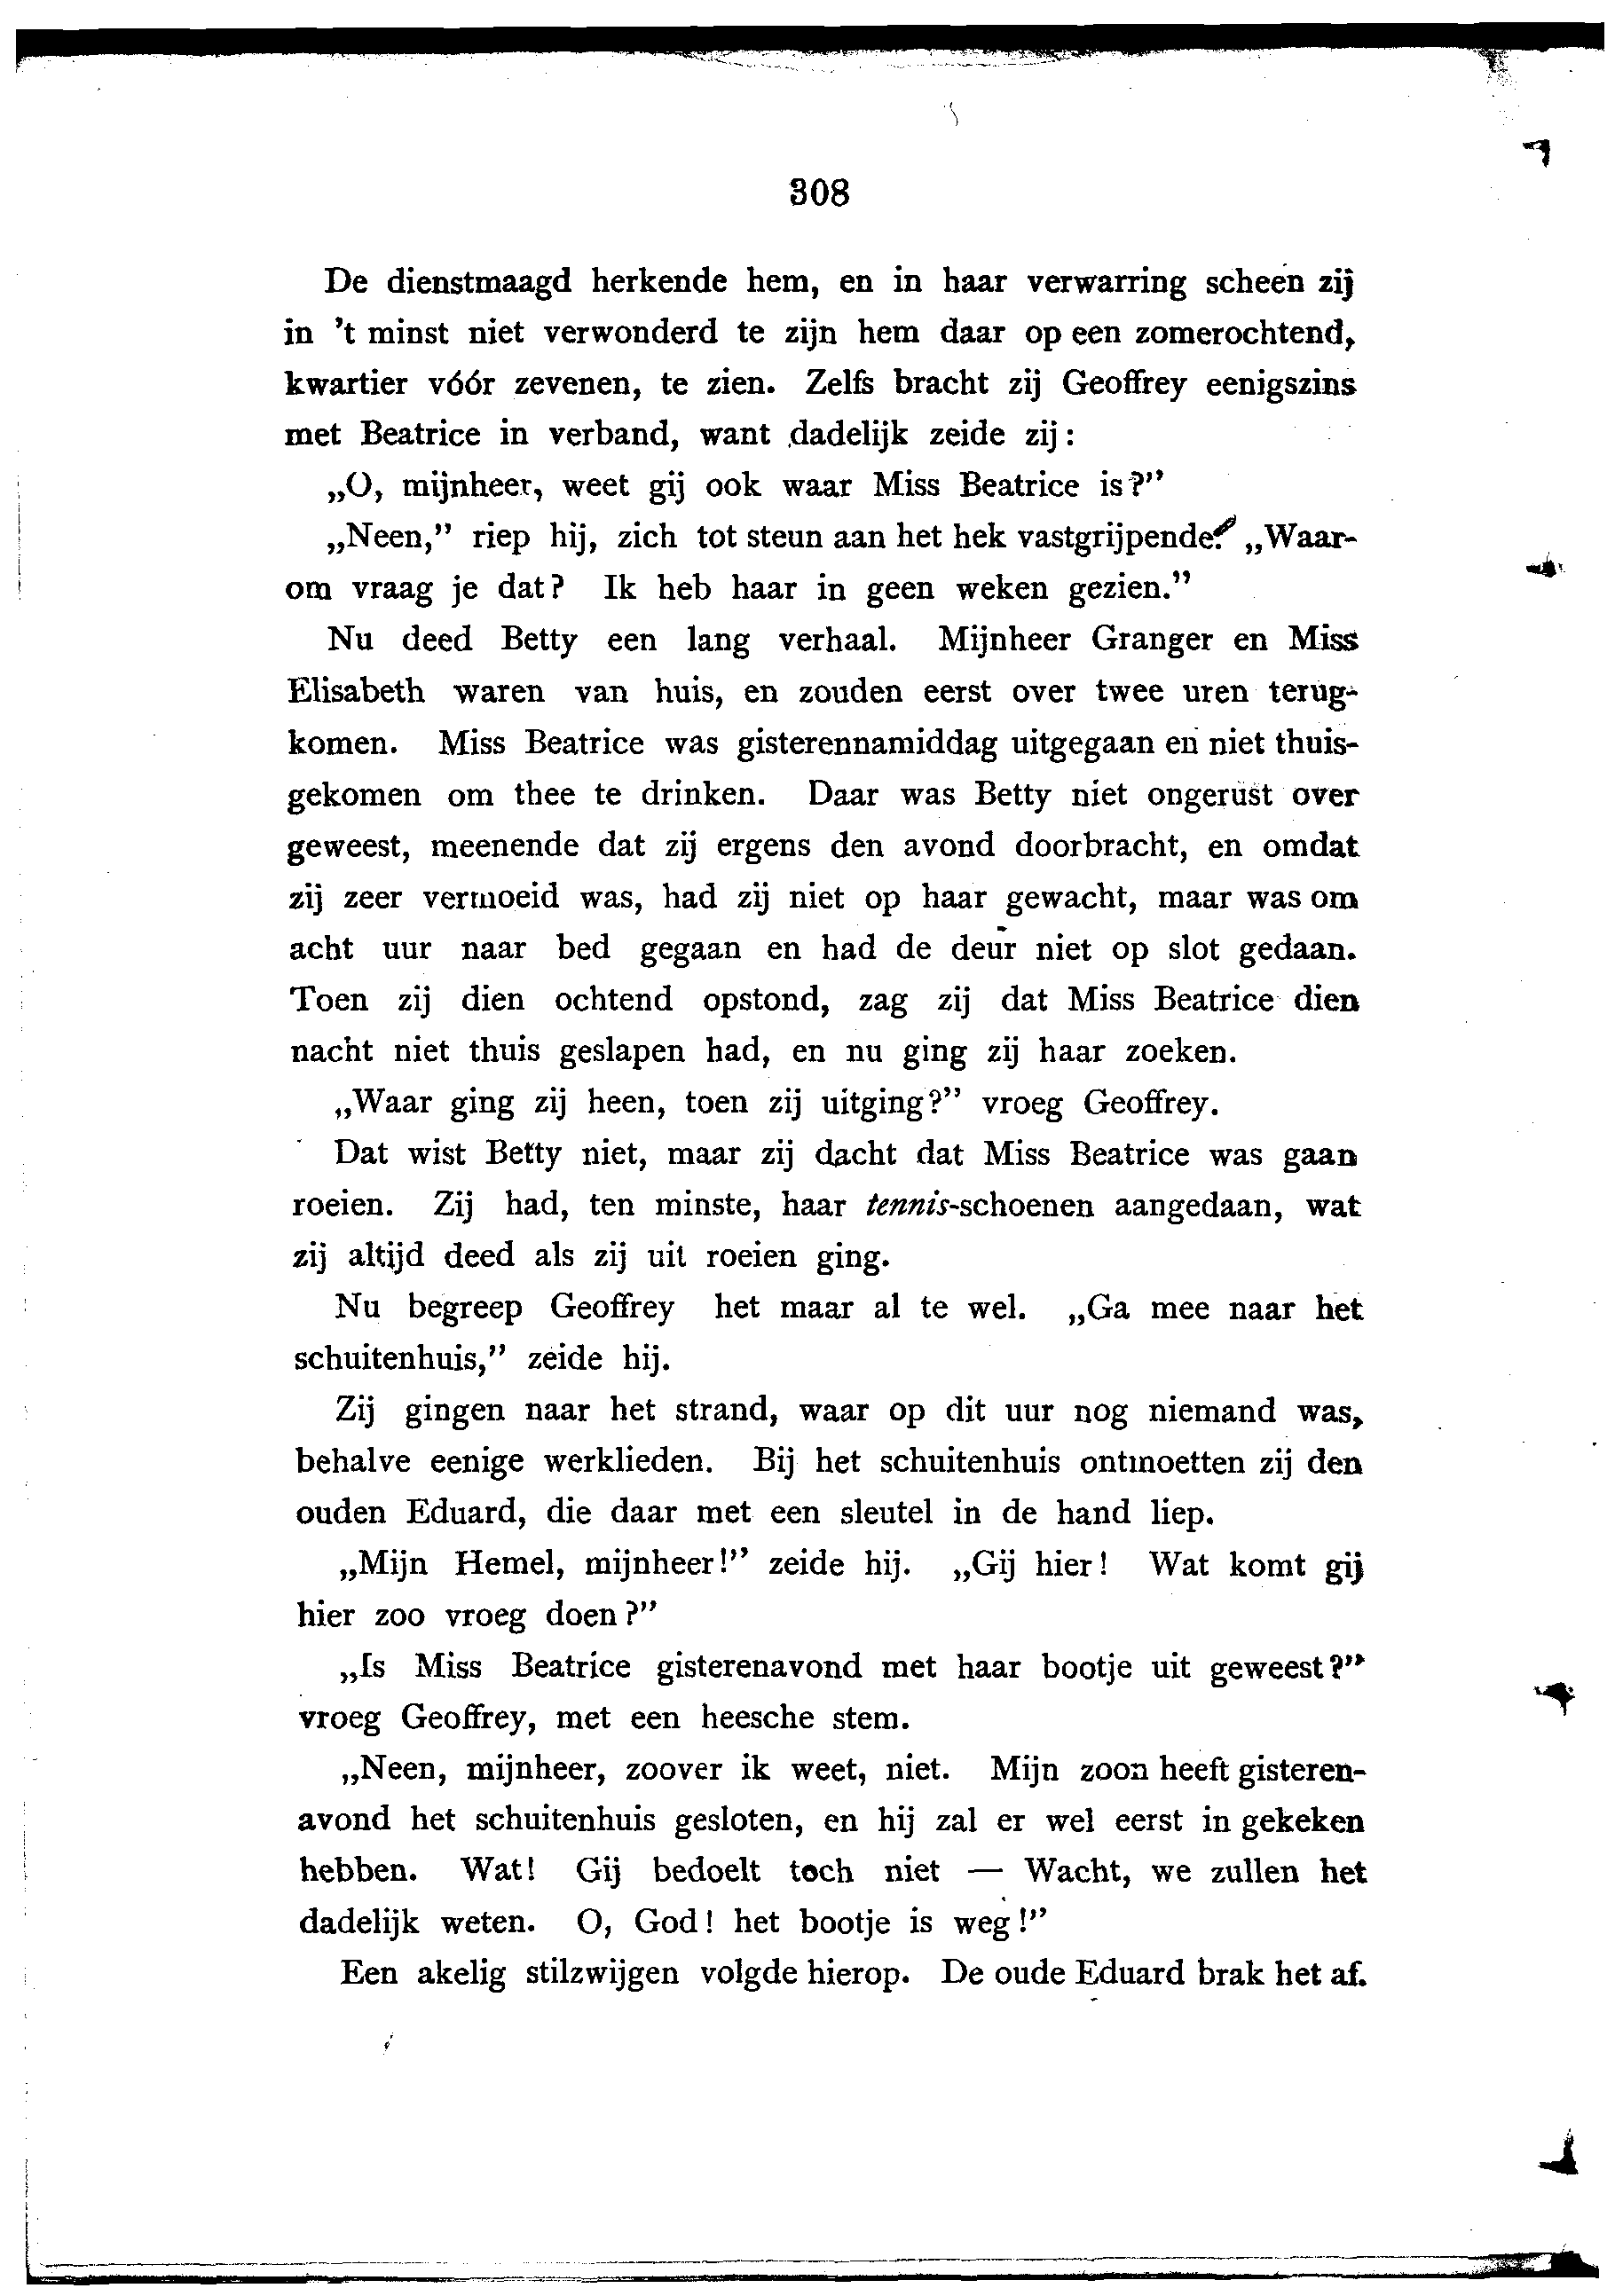 308
De dienstmaagd herkende hem, en in haar verwarring scheen zij
in 't minst niet verwonderd te zijn hem daar op een zomerochtend,
kwartier vóór zevenen, te zien. Zelfs bracht zij Geoffrey eenigszins
met Beatrice in verband, want dadelijk zeide zij:
„O, mijnheer, weet gij ook waar Miss Beatrice is?”
„Neen,” riep hij, zich tot steun aan het hek vastgrijpende. „Waar-
om vraag je dat? Ik heb haar in geen weken gezien.”
Nu deed Betty een lang verhaal. Mijnheer Granger en Miss
Elisabeth waren van huis, en zouden eerst over twee uren terug-
komen. Miss Beatrice was gisterennamiddag uitgegaan en niet thuis-
gekomen om thee te drinken. Daar was Betty niet ongerust over
geweest, meenende dat zij ergens den avond doorbracht, en omdat
zij zeer vermoeid was, had zij niet op haar gewacht, maar was om
acht uur naar bed gegaan en had de deur niet op slot gedaan.
Toen zij dien ochtend opstond, zag zij dat Miss Beatrice dien
nacht niet thuis geslapen had, en nu ging zij haar zoeken.
„Waar ging zij heen, toen zij uitging?” vroeg Geoffrey.
Dat wist Betty niet, maar zij dacht dat Miss Beatrice was gaan
roeien. Zij had, ten minste, haar tennis-schoenen aangedaan, wat
zij altijd deed als zij uit roeien ging.
Nu begreep Geoffrey het maar al te wel. „Ga mee naar het
schuitenhuis,” zeide hij.
Zij gingen naar het strand, waar op dit uur nog niemand was,
behalve eenige werklieden. Bij het schuitenhuis ontmoetten zij den
ouden Eduard, die daar met een sleutel in de hand liep.
„Mijn Hemel, mijnheer!” zeide hij. „Gij hier! Wat komt gij
hier zoo vroeg doen?”
„Is Miss Beatrice gisterenavond met haar bootje uit geweest?”
vroeg Geoffrey, met een heesche stem.
„Neen, mijnheer, zoover ik weet, niet. Mijn zoon heeft gisteren-
avond het schuitenhuis gesloten, en hij zal er wel eerst in gekeken
hebben. Wat! Gij bedoelt toch niet — Wacht, we zullen het
dadelijk weten. O, God! het bootje is weg!”
Een akelig stilzwijgen volgde hierop. De oude Eduard brak het af.